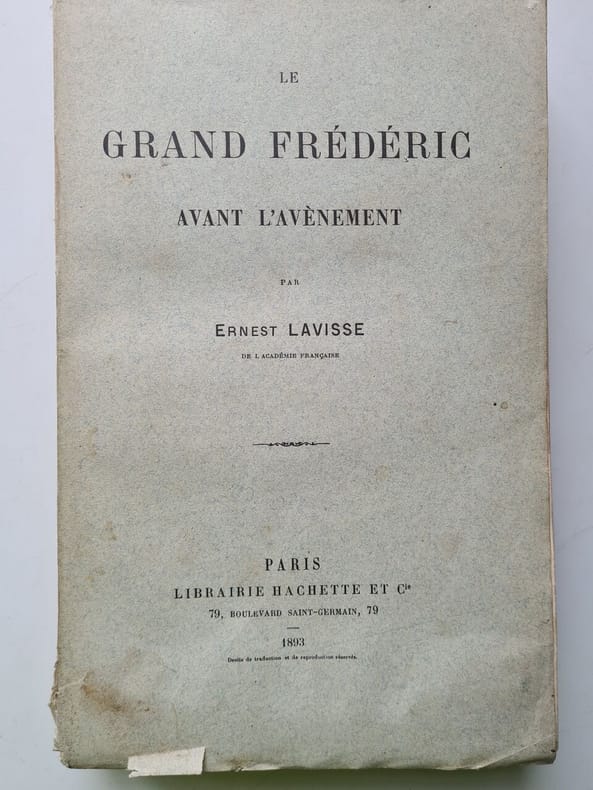 LE
GRAND FRÉDÉRIC
AVANT L'AVÈNEMENT
PAR
ERNEST LAVISSE
DE L'ACADÉMIE FRANÇAISE
PARIS
LIBRAIRIE HACHETTE ET Cie
79, BOULEVARD SAINT-GERMAIN, 79
1893
Droits de traduction et de reproduction réservés.